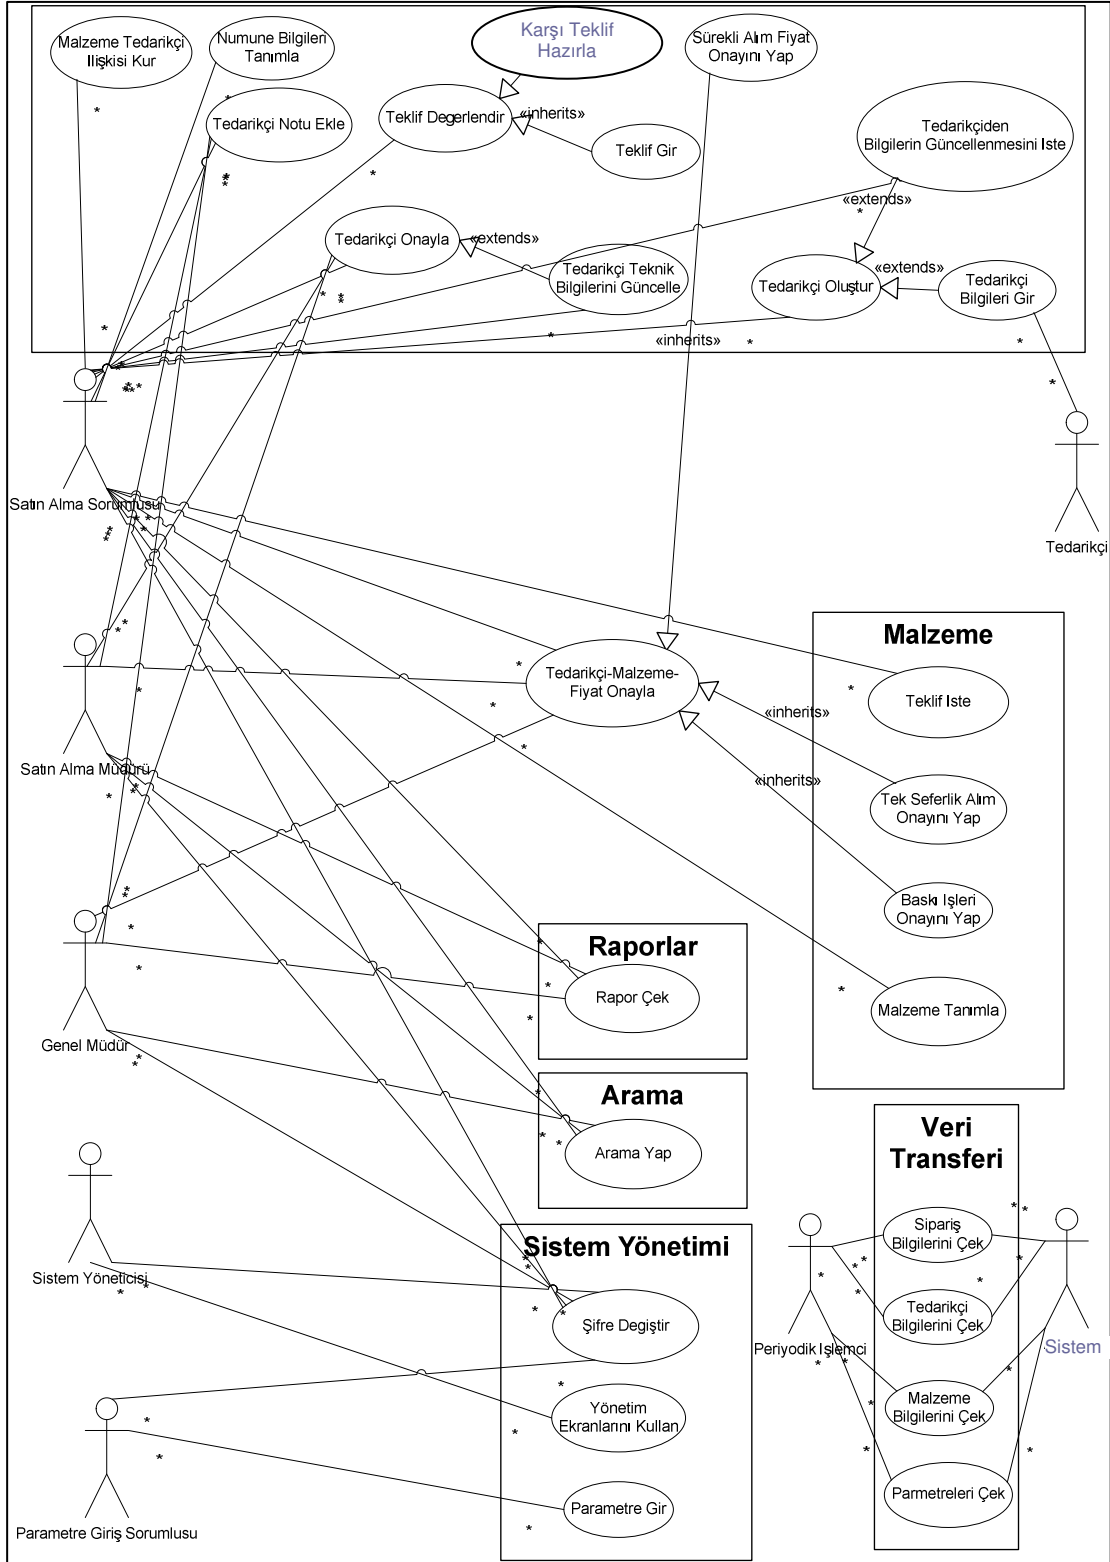 Malzeme Tedarikçi
Ilişkisi Kur
Numune Bilgileri
Tanımla
Karşı Teklif
Hazırla
Sürekli Alım Fiyat
Onayını Yap
Tedarikçi Notu Ekle
Teklif Degerlendir
«inherits»
Teklif Gir
Tedarikçiden
Bilgilerin Güncellenmesini Iste
«extends»
Tedarikçi Onayla
«extends»
Tedarikçi Teknik
Bilgilerini Güncelle
Tedarikçi Oluştur
«extends»
Tedarikçi
Bilgileri Gir
«inherits»
Satın Alma Sorumlusu
Tedarikçi
Malzeme
Tedarikçi-Malzeme-
Fiyat Onayla
Teklif Iste
«inherits»
«inherits»
Satın Alma Müdürü
Tek Seferlik Alım
Onayını Yap
Baskı Işleri
Onayını Yap
Raporlar
Rapor Çek
Malzeme Tanımla
Genel Müdür
Arama
Arama Yap
Veri
Transferi
Sipariş
Bilgilerini Çek
Sistem Yönetimi
Sistem Yöneticisi
Şifre Degiştir
Tedarikçi
Bilgilerini Çek
Periyodik Işlemci
Sistem
Yönetim
Ekranlarını Kullan
Malzeme
Bilgilerini Çek
Parametre Gir
Parmetreleri Çek
Parametre Giriş Sorumlusu